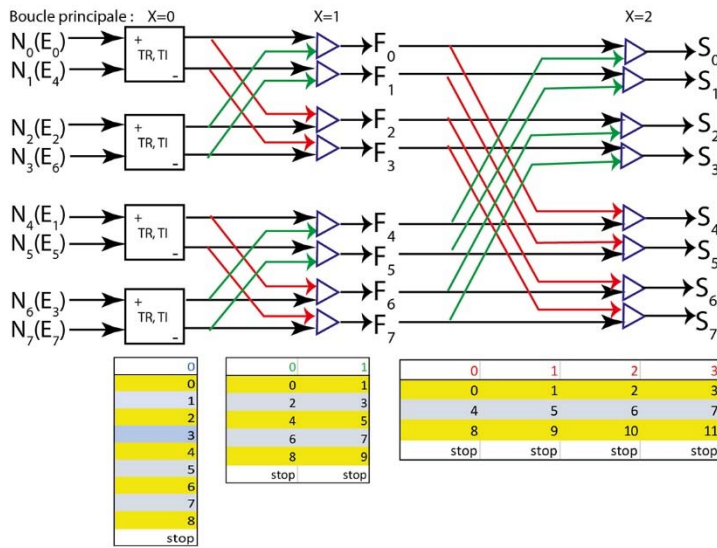 Boucle principale : X=0 X=1 X=2
N0(E0) + TR, TI - F0 S0
N1(E4) F1 S1
N2(E2) + TR, TI - F2 S2
N3(E6) F3 S3
N4(E1) + TR, TI - F4 S4
N5(E5) F5 S5
N6(E3) + TR, TI - F6 S6
N7(E7) F7 S7
0
0
1
2
3
4
5
6
7
8
stop
0 1
0 1
2 3
4 5
6 7
8 9
stop stop
0 1 2 3
0 1 2 3
4 5 6 7
8 9 10 11
stop stop stop stop